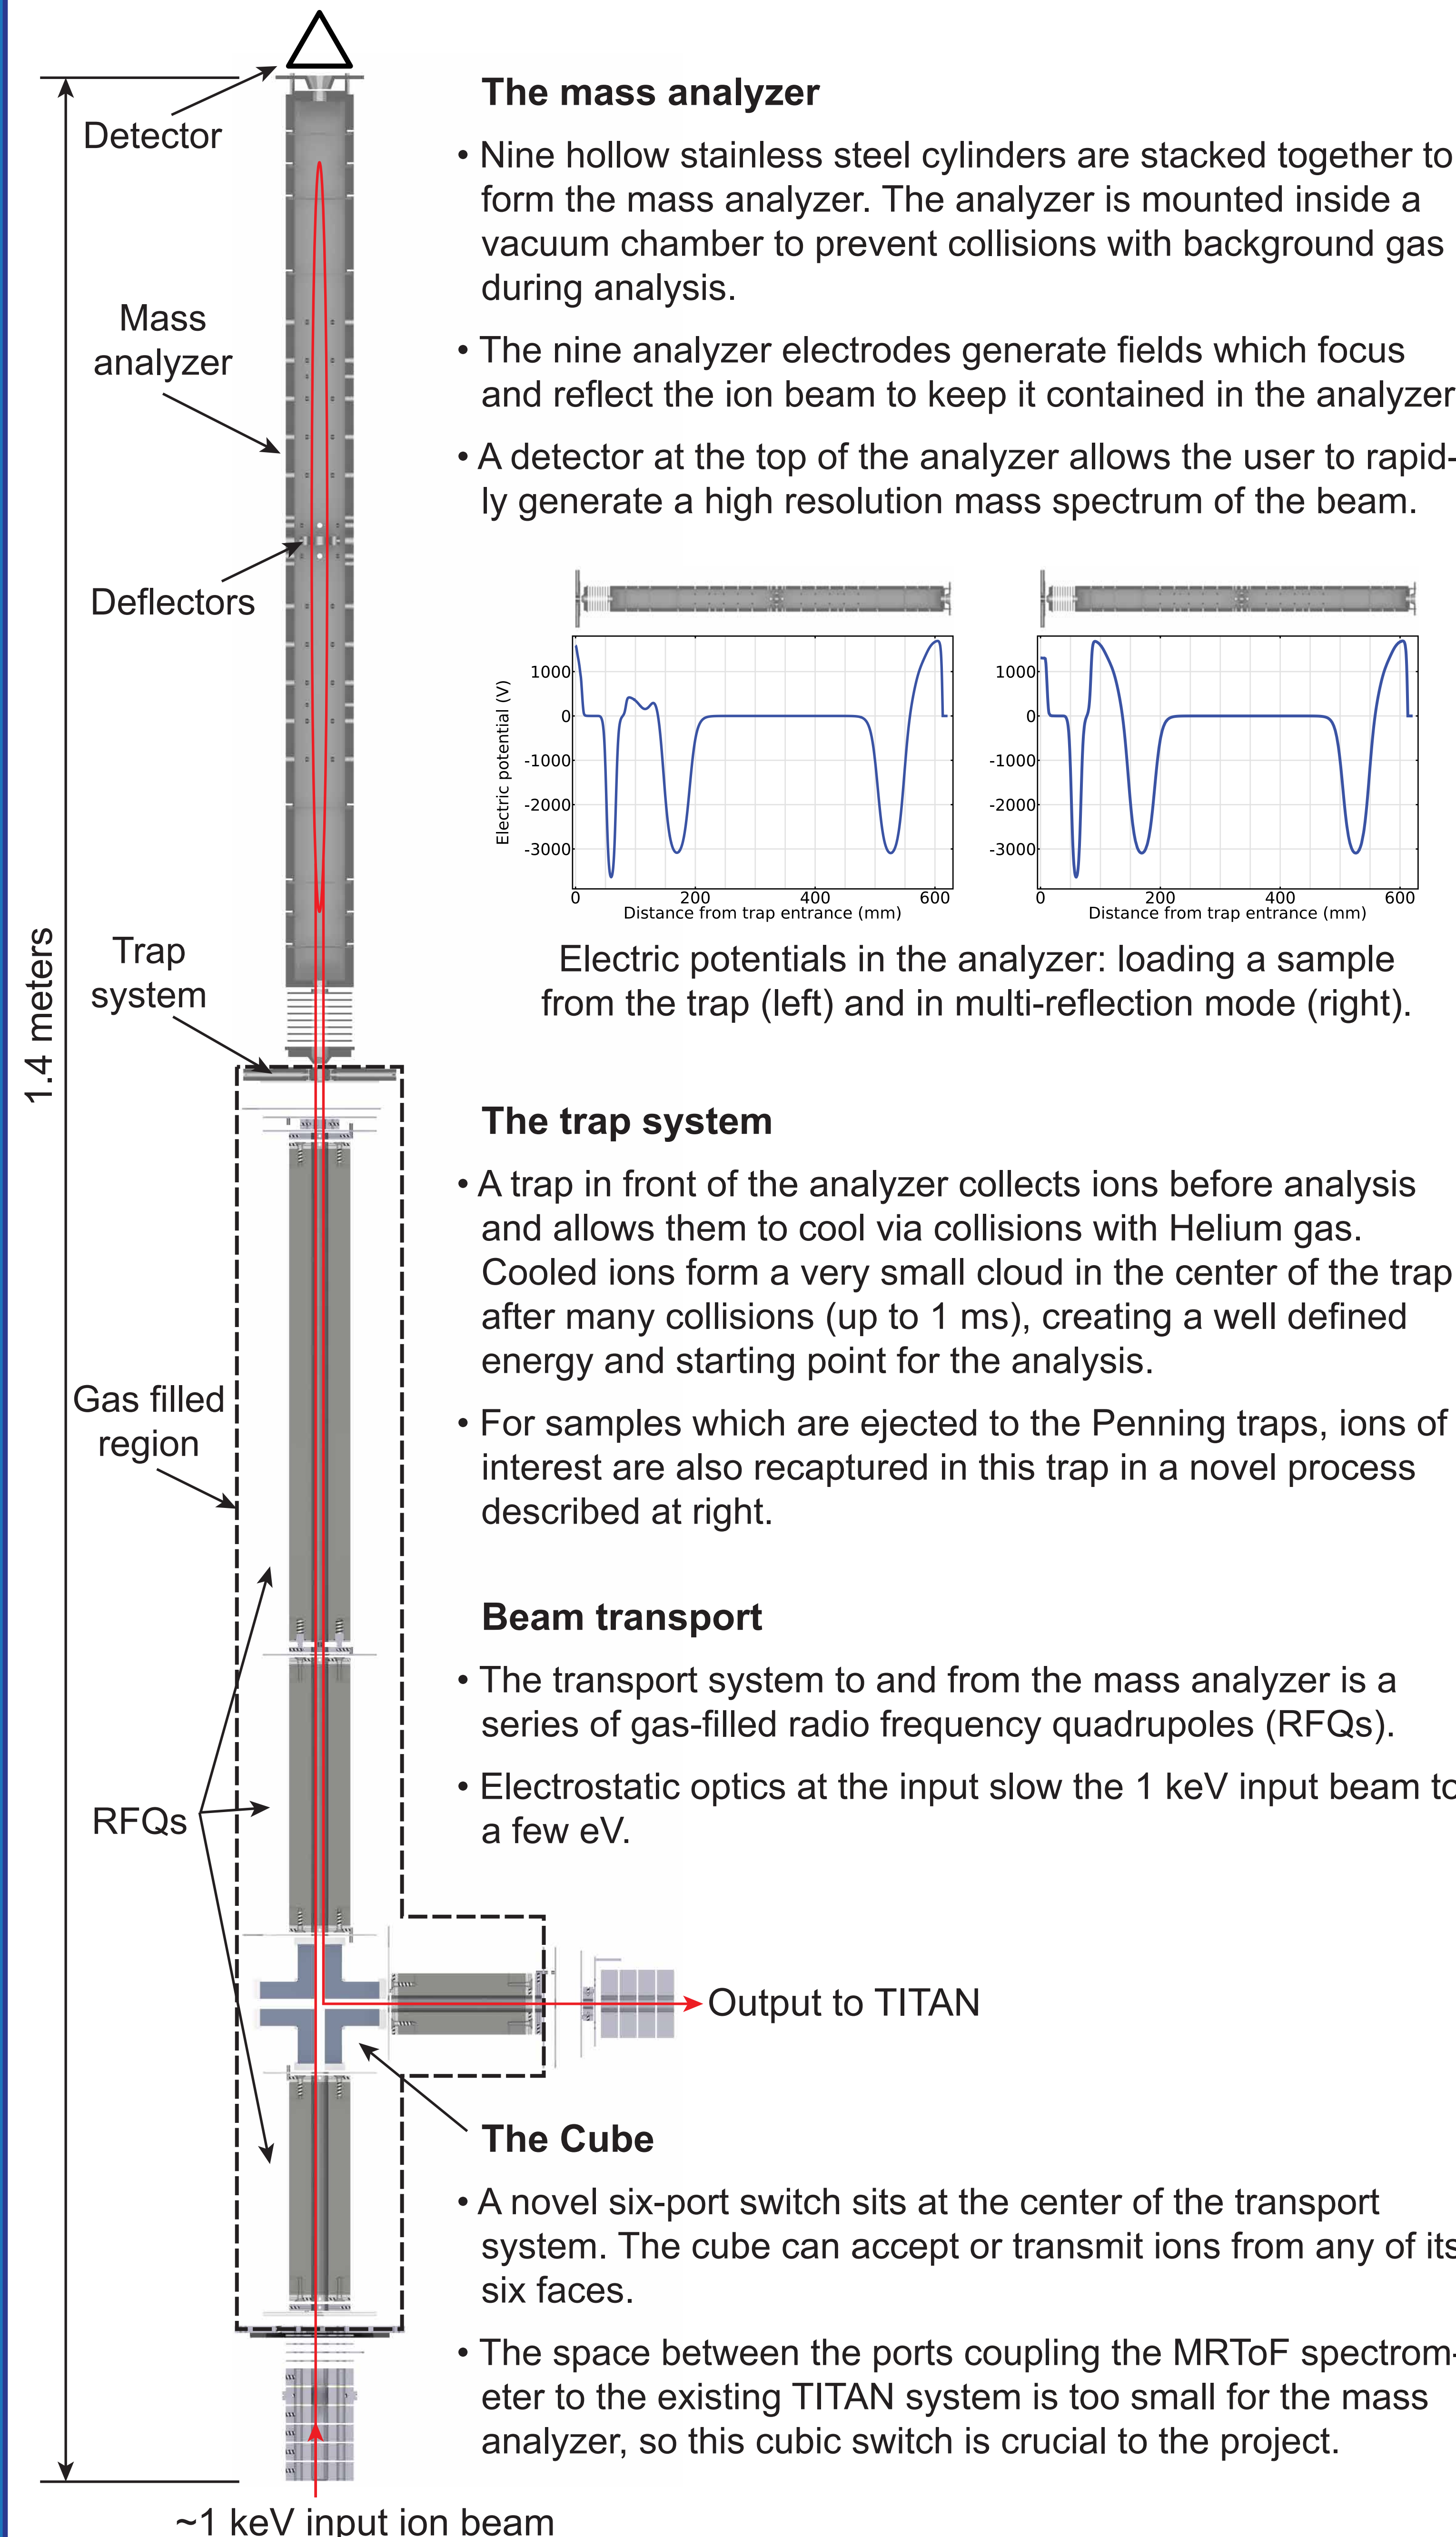 Detector
Mass
analyzer
Deflectors
Trap
system
1.4 meters
Gas filled
region
RFQs
~1 keV input ion beam
Output to TITAN
The mass analyzer
• Nine hollow stainless steel cylinders are stacked together to
form the mass analyzer. The analyzer is mounted inside a
vacuum chamber to prevent collisions with background gas
during analysis.
• The nine analyzer electrodes generate fields which focus
and reflect the ion beam to keep it contained in the analyzer
• A detector at the top of the analyzer allows the user to rapid-
ly generate a high resolution mass spectrum of the beam.
Electric potential (V)
1000
0
-1000
-2000
-3000
0 200 400 600
Distance from trap entrance (mm)
1000
0
-1000
-2000
-3000
0 200 400 600
Distance from trap entrance (mm)
Electric potentials in the analyzer: loading a sample
from the trap (left) and in multi-reflection mode (right).
The trap system
• A trap in front of the analyzer collects ions before analysis
and allows them to cool via collisions with Helium gas.
Cooled ions form a very small cloud in the center of the trap
after many collisions (up to 1 ms), creating a well defined
energy and starting point for the analysis.
• For samples which are ejected to the Penning traps, ions of
interest are also recaptured in this trap in a novel process
described at right.
Beam transport
• The transport system to and from the mass analyzer is a
series of gas-filled radio frequency quadrupoles (RFQs).
• Electrostatic optics at the input slow the 1 keV input beam to
a few eV.
The Cube
• A novel six-port switch sits at the center of the transport
system. The cube can accept or transmit ions from any of its
six faces.
• The space between the ports coupling the MRToF spectrom-
eter to the existing TITAN system is too small for the mass
analyzer, so this cubic switch is crucial to the project.